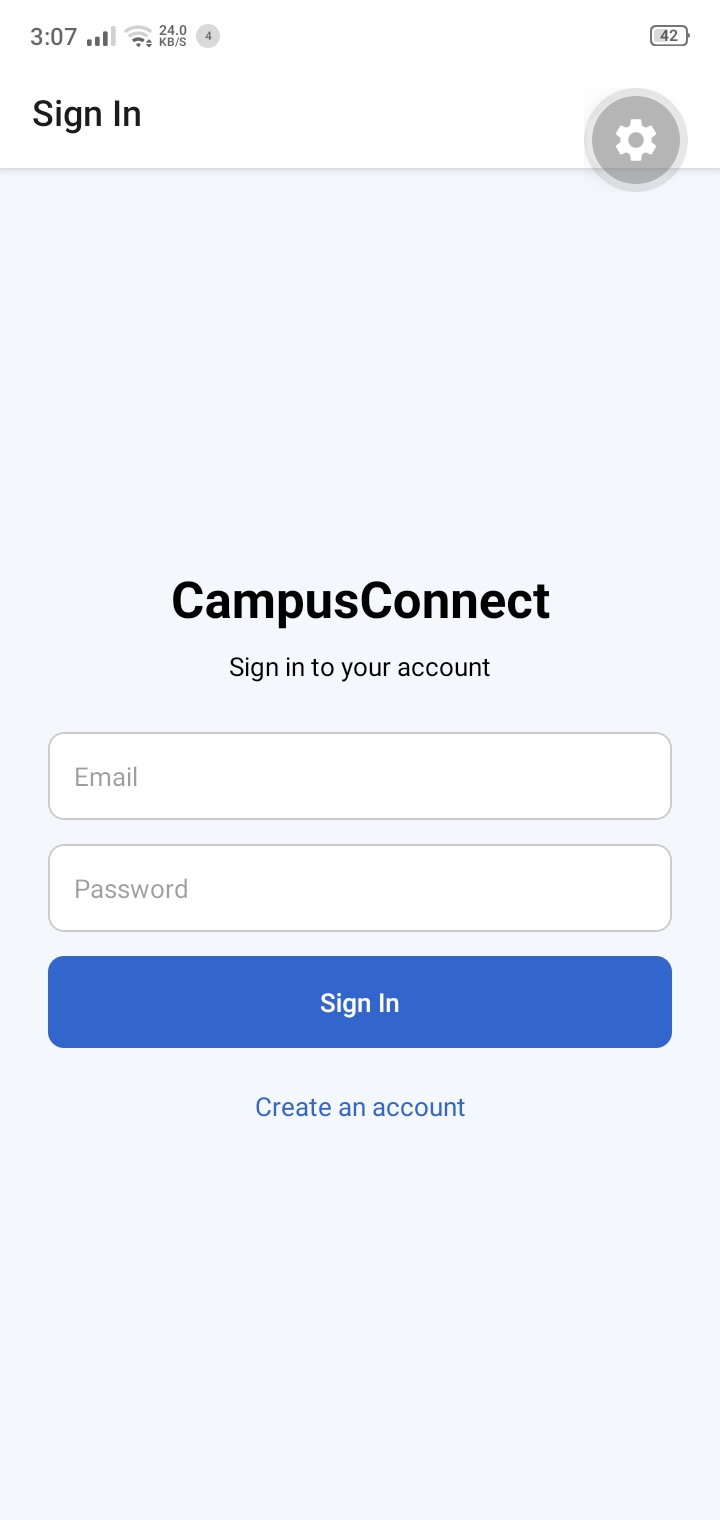 3:07 24.0 KB/S 4 42
Sign In
CampusConnect
Sign in to your account
Email
Password
Sign In
Create an account